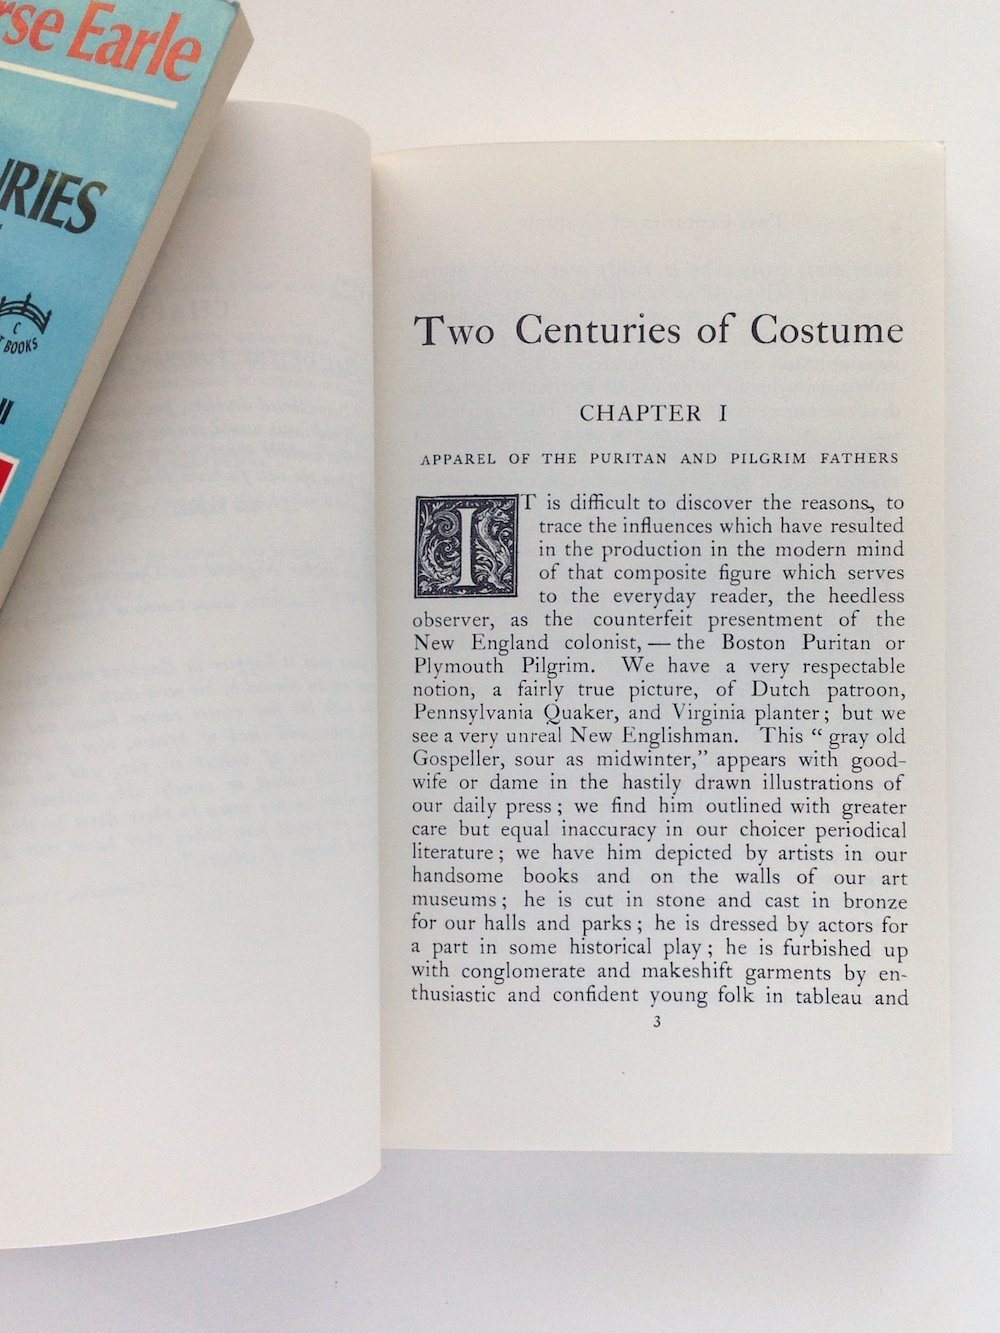 rse Earle
URIES
C
T BOOKS
II
Two Centuries of Costume
CHAPTER I
APPAREL OF THE PURITAN AND PILGRIM FATHERS
IT is difficult to discover the reasons, to
trace the influences which have resulted
in the production in the modern mind
of that composite figure which serves
to the everyday reader, the heedless
observer, as the counterfeit presentment of the
New England colonist, — the Boston Puritan or
Plymouth Pilgrim. We have a very respectable
notion, a fairly true picture, of Dutch patroon,
Pennsylvania Quaker, and Virginia planter; but we
see a very unreal New Englishman. This “ gray old
Gospeller, sour as midwinter,” appears with good-
wife or dame in the hastily drawn illustrations of
our daily press; we find him outlined with greater
care but equal inaccuracy in our choicer periodical
literature; we have him depicted by artists in our
handsome books and on the walls of our art
museums; he is cut in stone and cast in bronze
for our halls and parks; he is dressed by actors for
a part in some historical play; he is furbished up
with conglomerate and makeshift garments by en-
thusiastic and confident young folk in tableau and
3